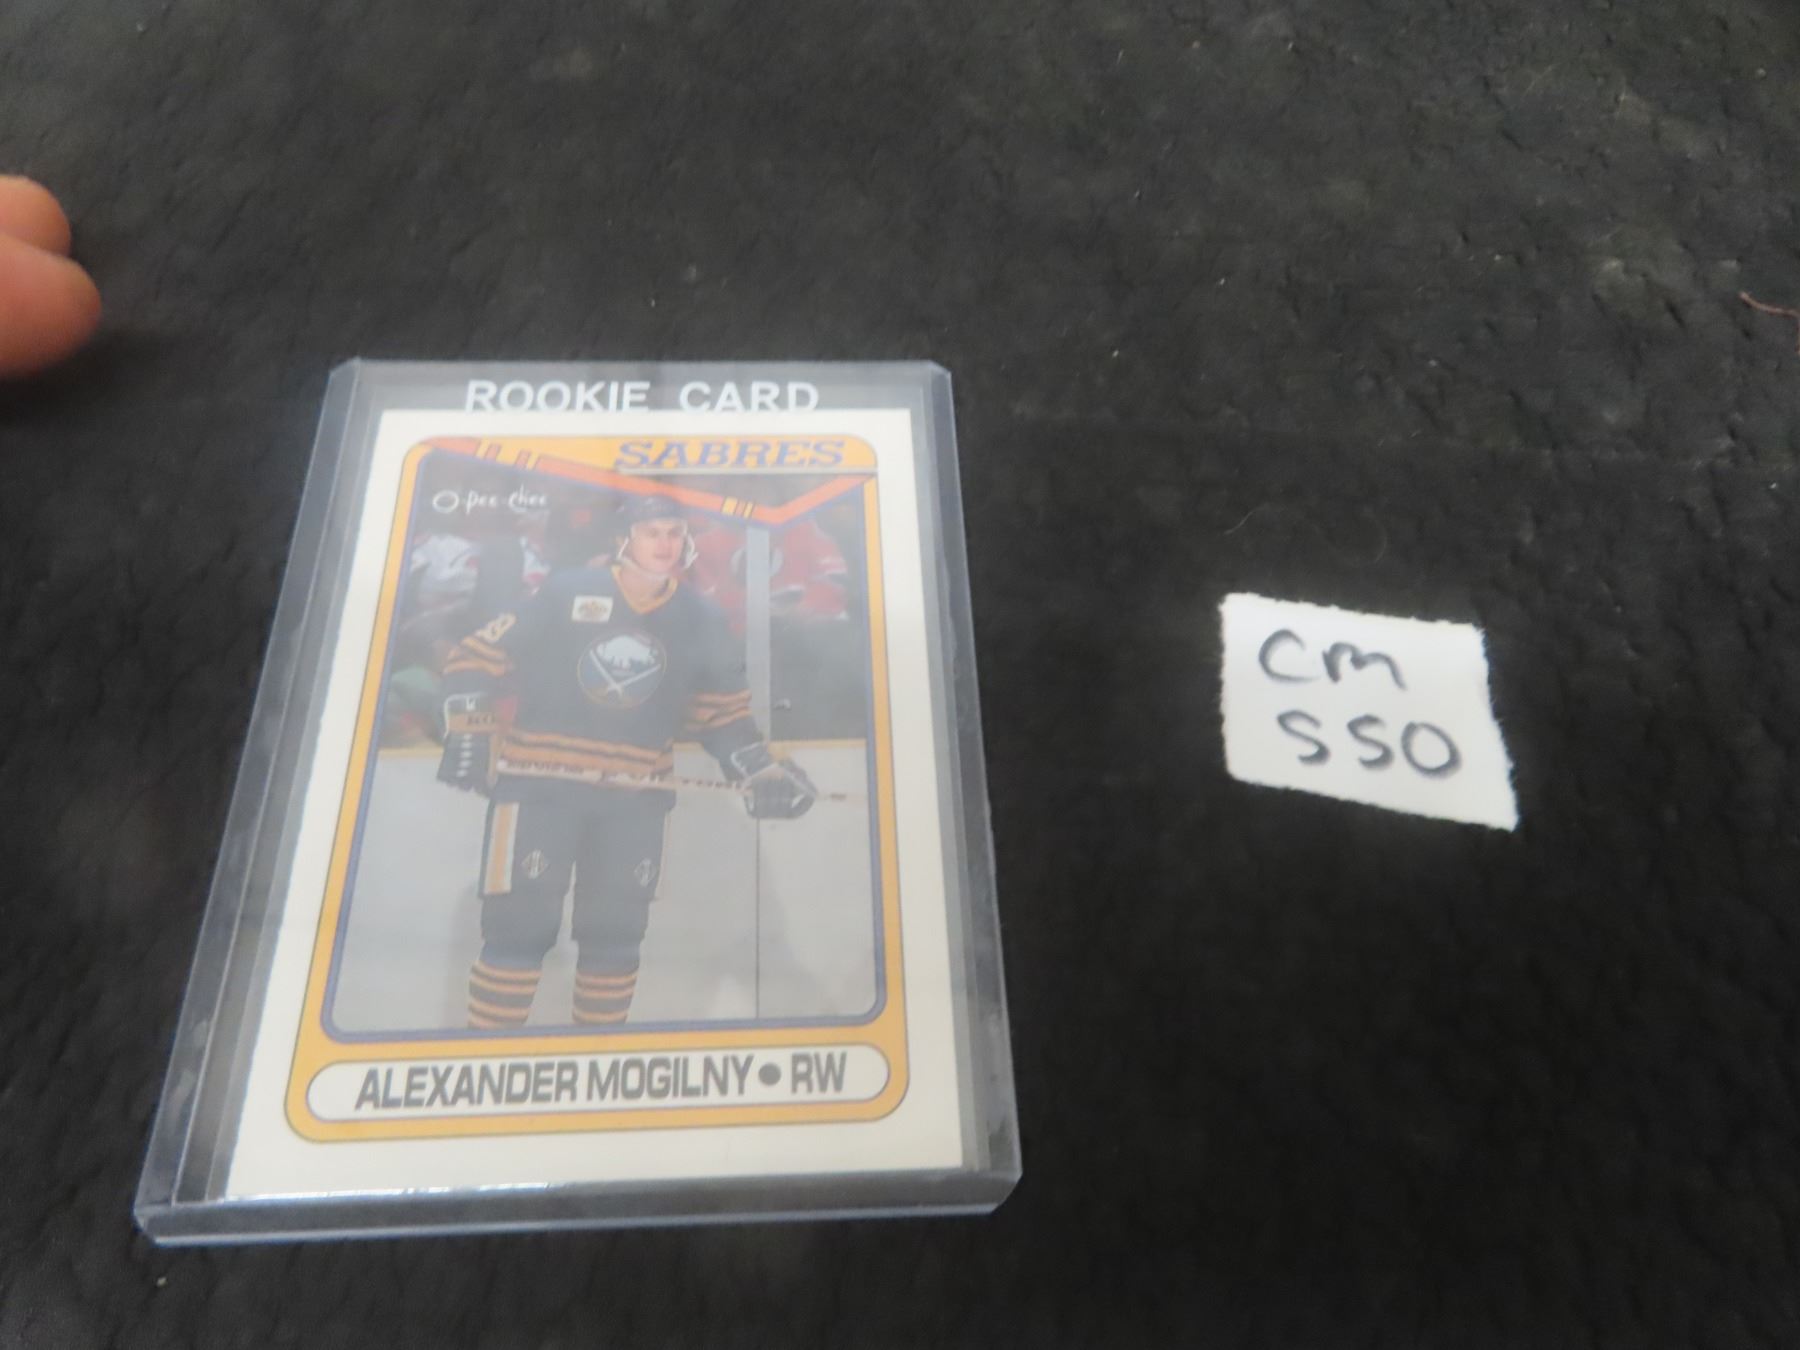 ROOKIE CARD
SABRES
O-pee-chee
ALEXANDER MOGILNY • RW
CM
550